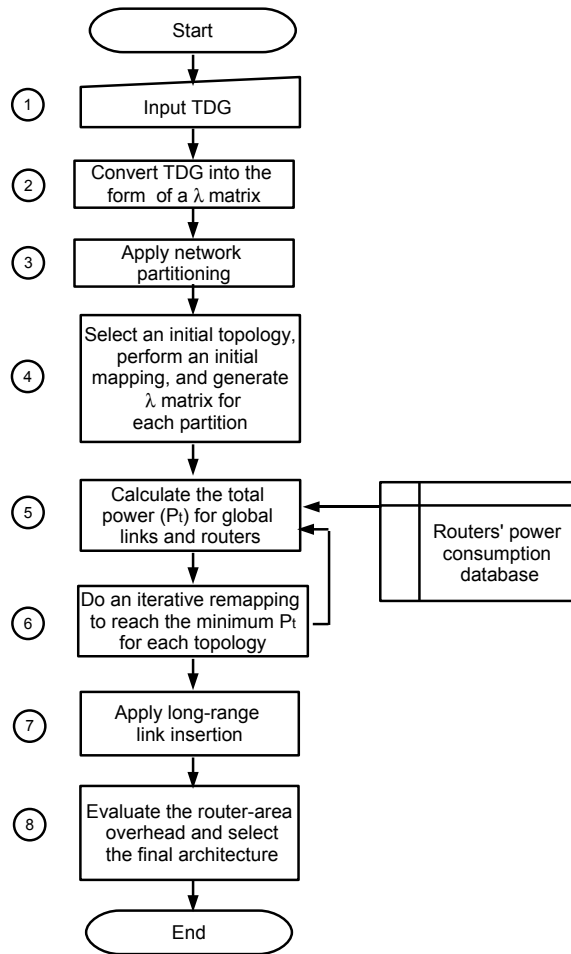 Start
1
Input TDG
2
Convert TDG into the
form of a λ matrix
3
Apply network
partitioning
4
Select an initial topology,
perform an initial
mapping, and generate
λ matrix for
each partition
5
Calculate the total
power (Pt) for global
links and routers
Routers' power
consumption
database
6
Do an iterative remapping
to reach the minimum Pt
for each topology
7
Apply long-range
link insertion
8
Evaluate the router-area
overhead and select
the final architecture
End